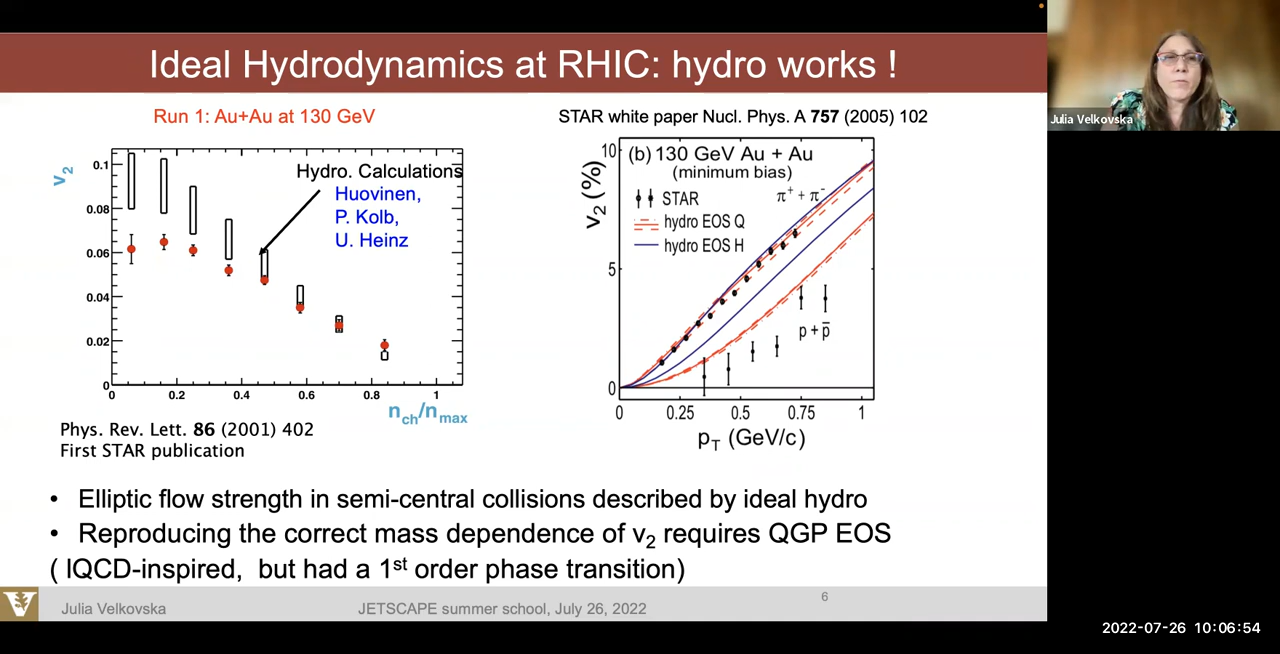 Ideal Hydrodynamics at RHIC: hydro works !
Julia Velkovska
Run 1: Au+Au at 130 GeV
STAR white paper Nucl. Phys. A 757 (2005) 102
v2
0.1
0.08
0.06
0.04
0.02
0
0
0.2
0.4
0.6
0.8
1
nch/nmax
Hydro. Calculations
Huovinen,
P. Kolb,
U. Heinz
Phys. Rev. Lett. 86 (2001) 402
First STAR publication
v2 (%)
10
5
0
(b) 130 GeV Au + Au
(minimum bias)
π+ + π-
STAR
hydro EOS Q
hydro EOS H
p + p̅
0
0.25
0.5
0.75
1
pT (GeV/c)
• Elliptic flow strength in semi-central collisions described by ideal hydro
• Reproducing the correct mass dependence of v2 requires QGP EOS
( lQCD-inspired, but had a 1st order phase transition)
V
Julia Velkovska
JETSCAPE summer school, July 26, 2022
6
2022-07-26 10:06:54